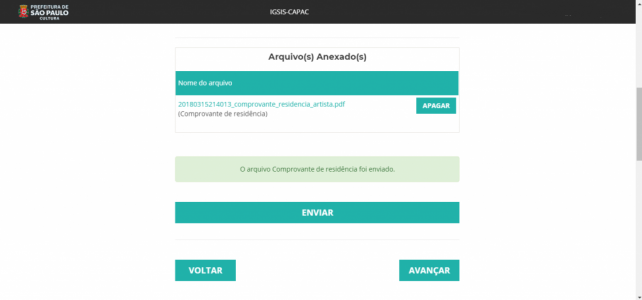 PREFEITURA DE
SÃO PAULO
CULTURA
IGSIS-CAPAC
Arquivo(s) Anexado(s)
Nome do arquivo
20180315214013_comprovante_residencia_artista.pdf
(Comprovante de residência)
APAGAR
O arquivo Comprovante de residência foi enviado.
ENVIAR
VOLTAR
AVANÇAR